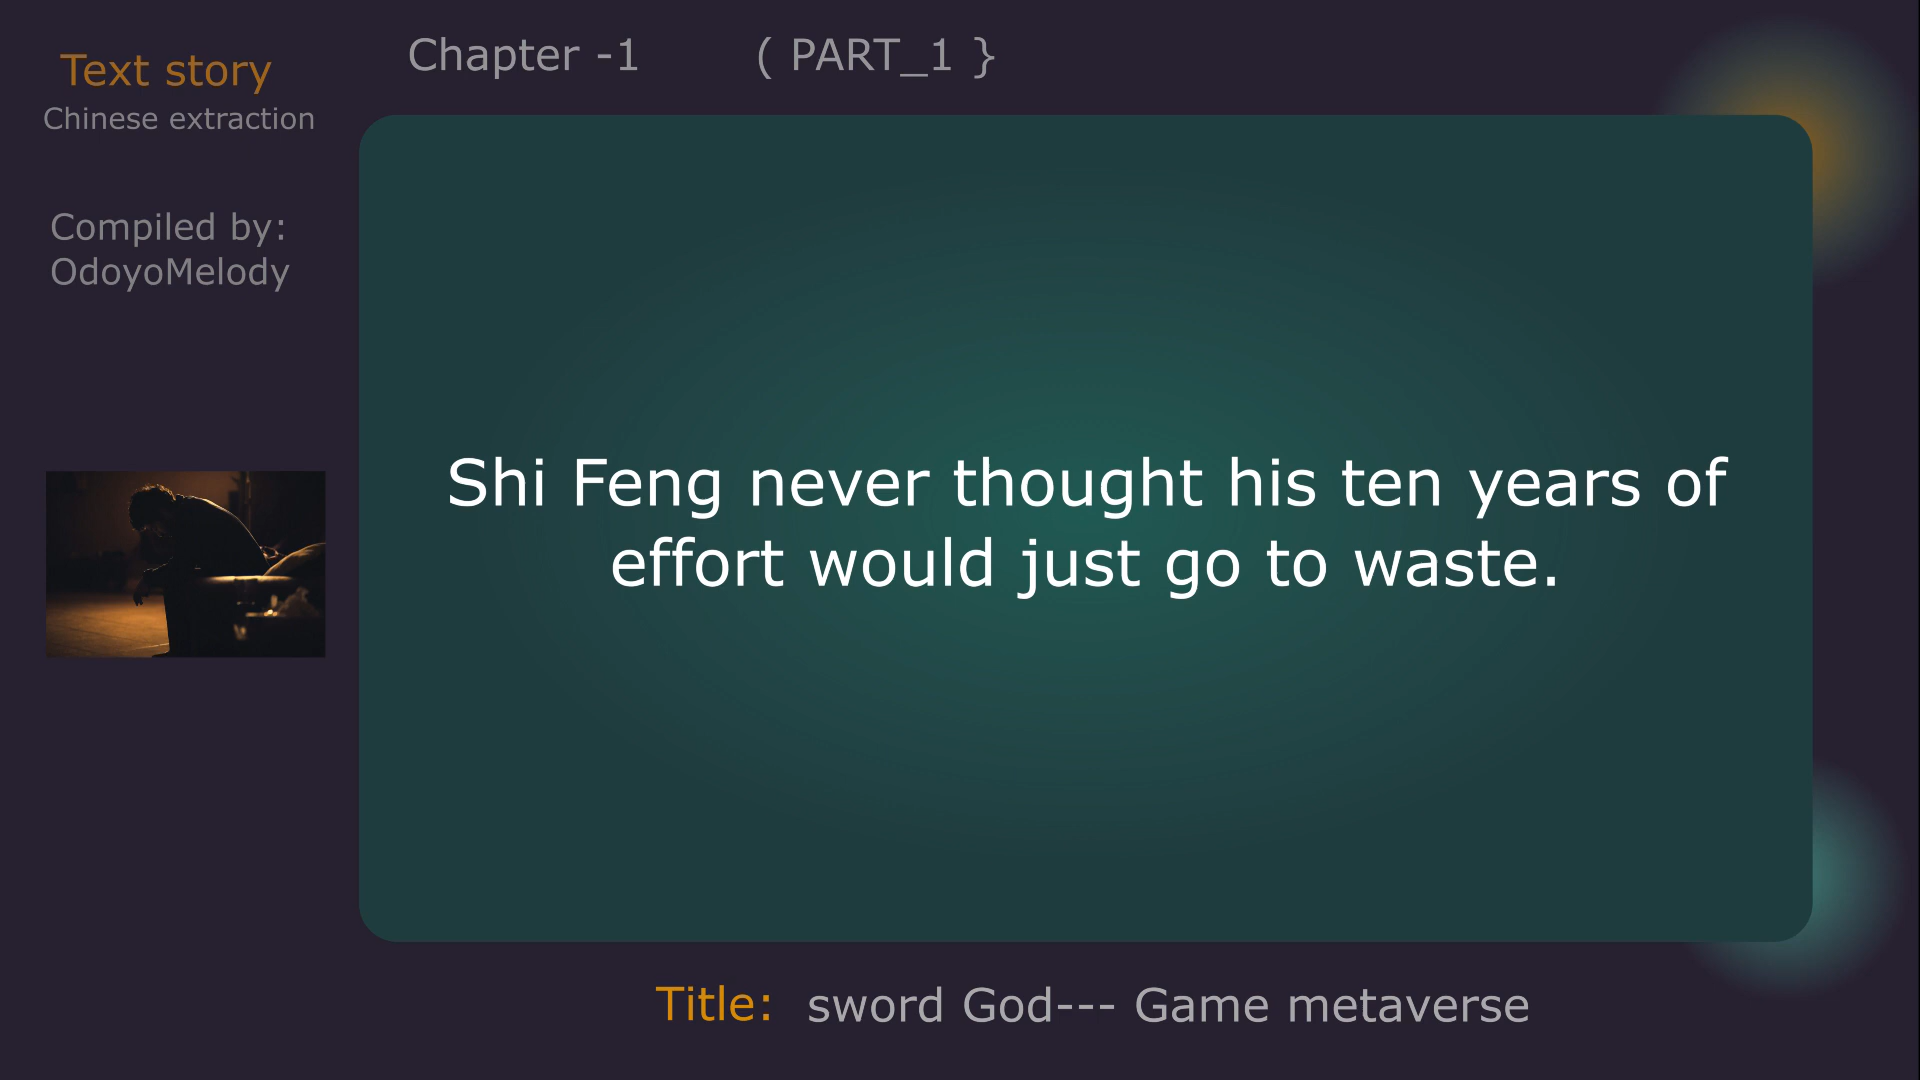 Text story
Chinese extraction
Compiled by:
OdoyoMelody
Chapter -1 ( PART_1 }
Shi Feng never thought his ten years of
effort would just go to waste.
Title: sword God--- Game metaverse